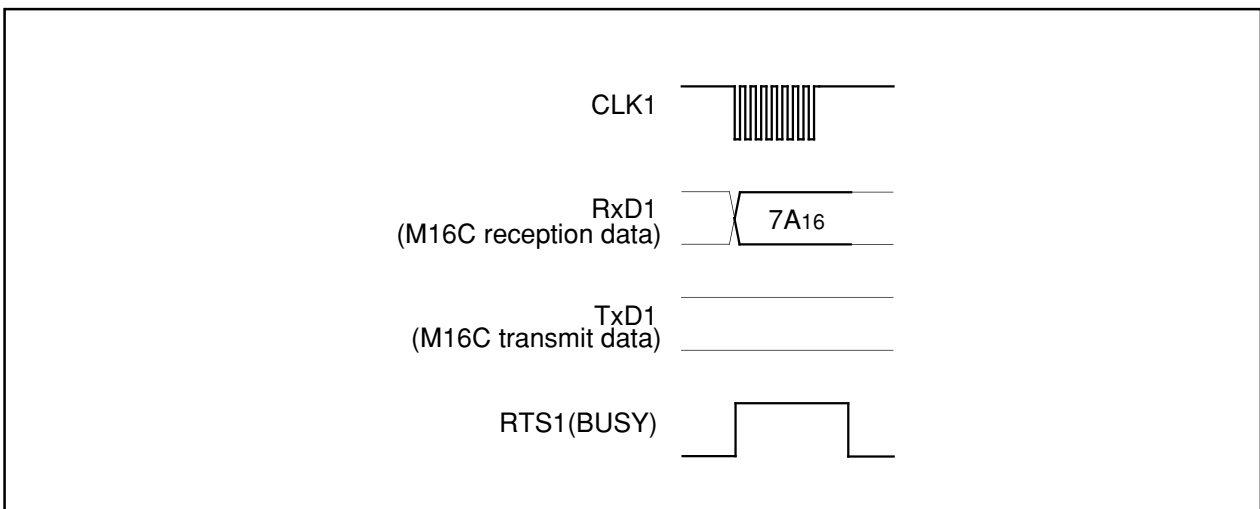 CLK1
RxD1
(M16C reception data)
7A16
TxD1
(M16C transmit data)
RTS1(BUSY)